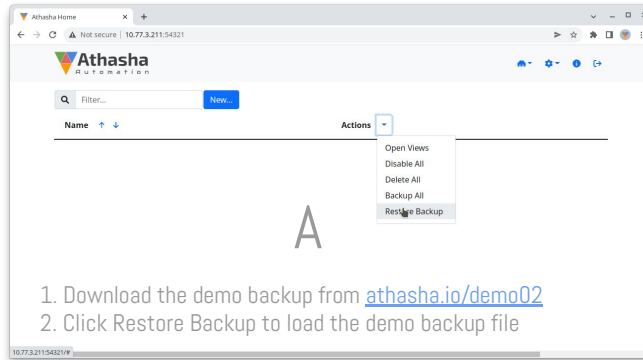 Athasha Home
Not secure | 10.77.3.211:54321
Athasha
Automation
Filter...
New...
Name
Actions
Open Views
Disable All
Delete All
Backup All
Restore Backup
A
1. Download the demo backup from athasha.io/demo02
2. Click Restore Backup to load the demo backup file
10.77.3.211:54321/#